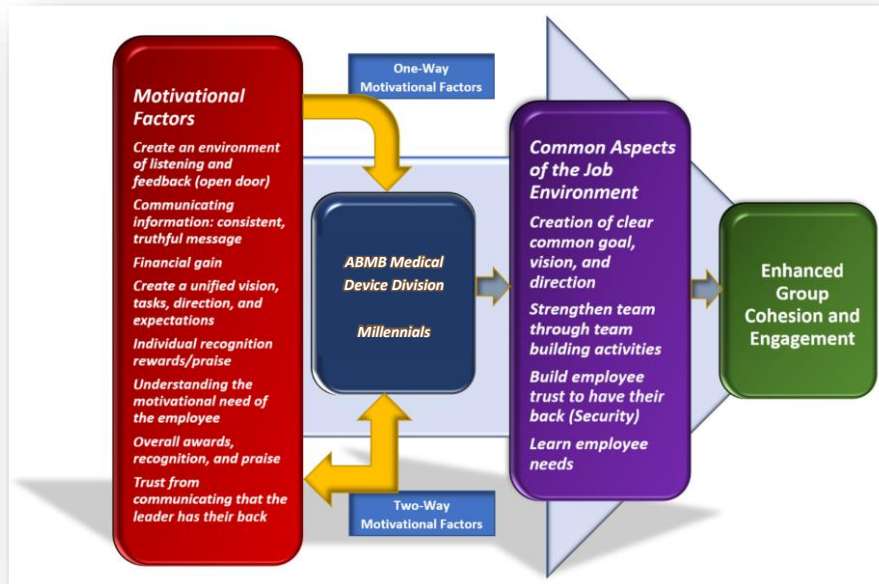 One-Way
Motivational Factors
Motivational
Factors
Create an environment
of listening and
feedback (open door)
Communicating
information: consistent,
truthful message
Financial gain
Create a unified vision,
tasks, direction, and
expectations
Individual recognition
rewards/praise
Understanding the
motivational need of
the employee
Overall awards,
recognition, and praise
Trust from
communicating that the
leader has their back
ABMB Medical
Device Division
Millennials
Two-Way
Motivational Factors
Common Aspects
of the Job
Environment
Creation of clear
common goal,
vision, and
direction
Strengthen team
through team
building activities
Build employee
trust to have their
back (Security)
Learn employee
needs
Enhanced
Group
Cohesion and
Engagement